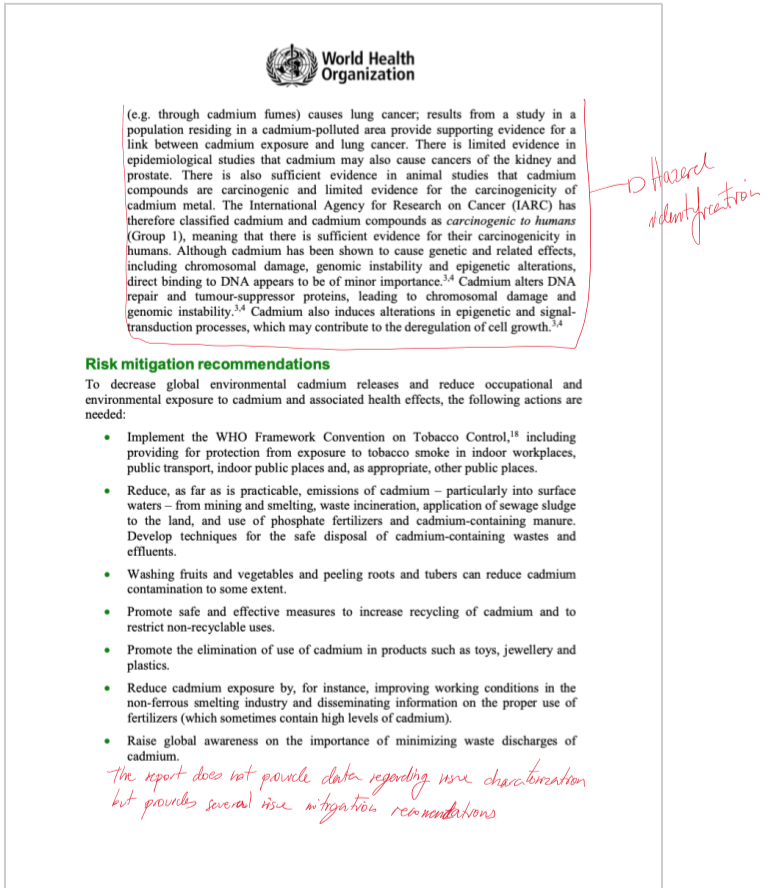 World Health
Organization
(e.g. through cadmium fumes) causes lung cancer; results from a study in a
population residing in a cadmium-polluted area provide supporting evidence for a
link between cadmium exposure and lung cancer. There is limited evidence in
epidemiological studies that cadmium may also cause cancers of the kidney and
prostate. There is also sufficient evidence in animal studies that cadmium
compounds are carcinogenic and limited evidence for the carcinogenicity of
cadmium metal. The International Agency for Research on Cancer (IARC) has
therefore classified cadmium and cadmium compounds as carcinogenic to humans
(Group 1), meaning that there is sufficient evidence for their carcinogenicity in
humans. Although cadmium has been shown to cause genetic and related effects,
including chromosomal damage, genomic instability and epigenetic alterations,
direct binding to DNA appears to be of minor importance.3,4 Cadmium alters DNA
repair and tumour-suppressor proteins, leading to chromosomal damage and
genomic instability.3,4 Cadmium also induces alterations in epigenetic and signal-
transduction processes, which may contribute to the deregulation of cell growth.3,4
Hazard
identification
Risk mitigation recommendations
To decrease global environmental cadmium releases and reduce occupational and
environmental exposure to cadmium and associated health effects, the following actions are
needed:
• Implement the WHO Framework Convention on Tobacco Control,18 including
providing for protection from exposure to tobacco smoke in indoor workplaces,
public transport, indoor public places and, as appropriate, other public places.
• Reduce, as far as is practicable, emissions of cadmium – particularly into surface
waters – from mining and smelting, waste incineration, application of sewage sludge
to the land, and use of phosphate fertilizers and cadmium-containing manure.
Develop techniques for the safe disposal of cadmium-containing wastes and
effluents.
• Washing fruits and vegetables and peeling roots and tubers can reduce cadmium
contamination to some extent.
• Promote safe and effective measures to increase recycling of cadmium and to
restrict non-recyclable uses.
• Promote the elimination of use of cadmium in products such as toys, jewellery and
plastics.
• Reduce cadmium exposure by, for instance, improving working conditions in the
non-ferrous smelting industry and disseminating information on the proper use of
fertilizers (which sometimes contain high levels of cadmium).
• Raise global awareness on the importance of minimizing waste discharges of
cadmium.
The report does not provide data regarding risk characterization
but provides several risk mitigation recomendations